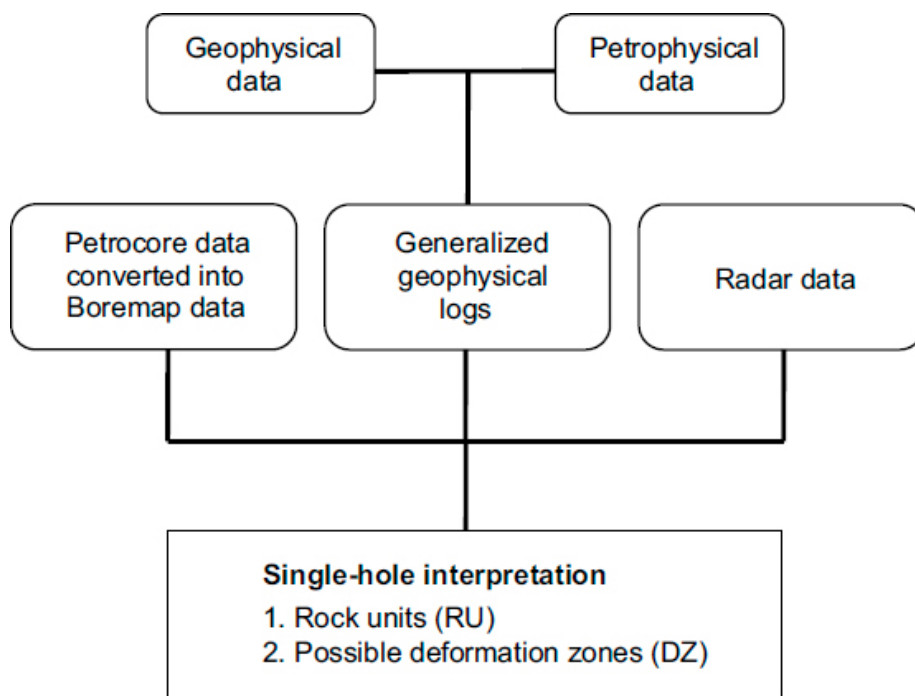 Geophysical
data
Petrophysical
data
Petrocore data
converted into
Boremap data
Generalized
geophysical
logs
Radar data
Single-hole interpretation
1. Rock units (RU)
2. Possible deformation zones (DZ)